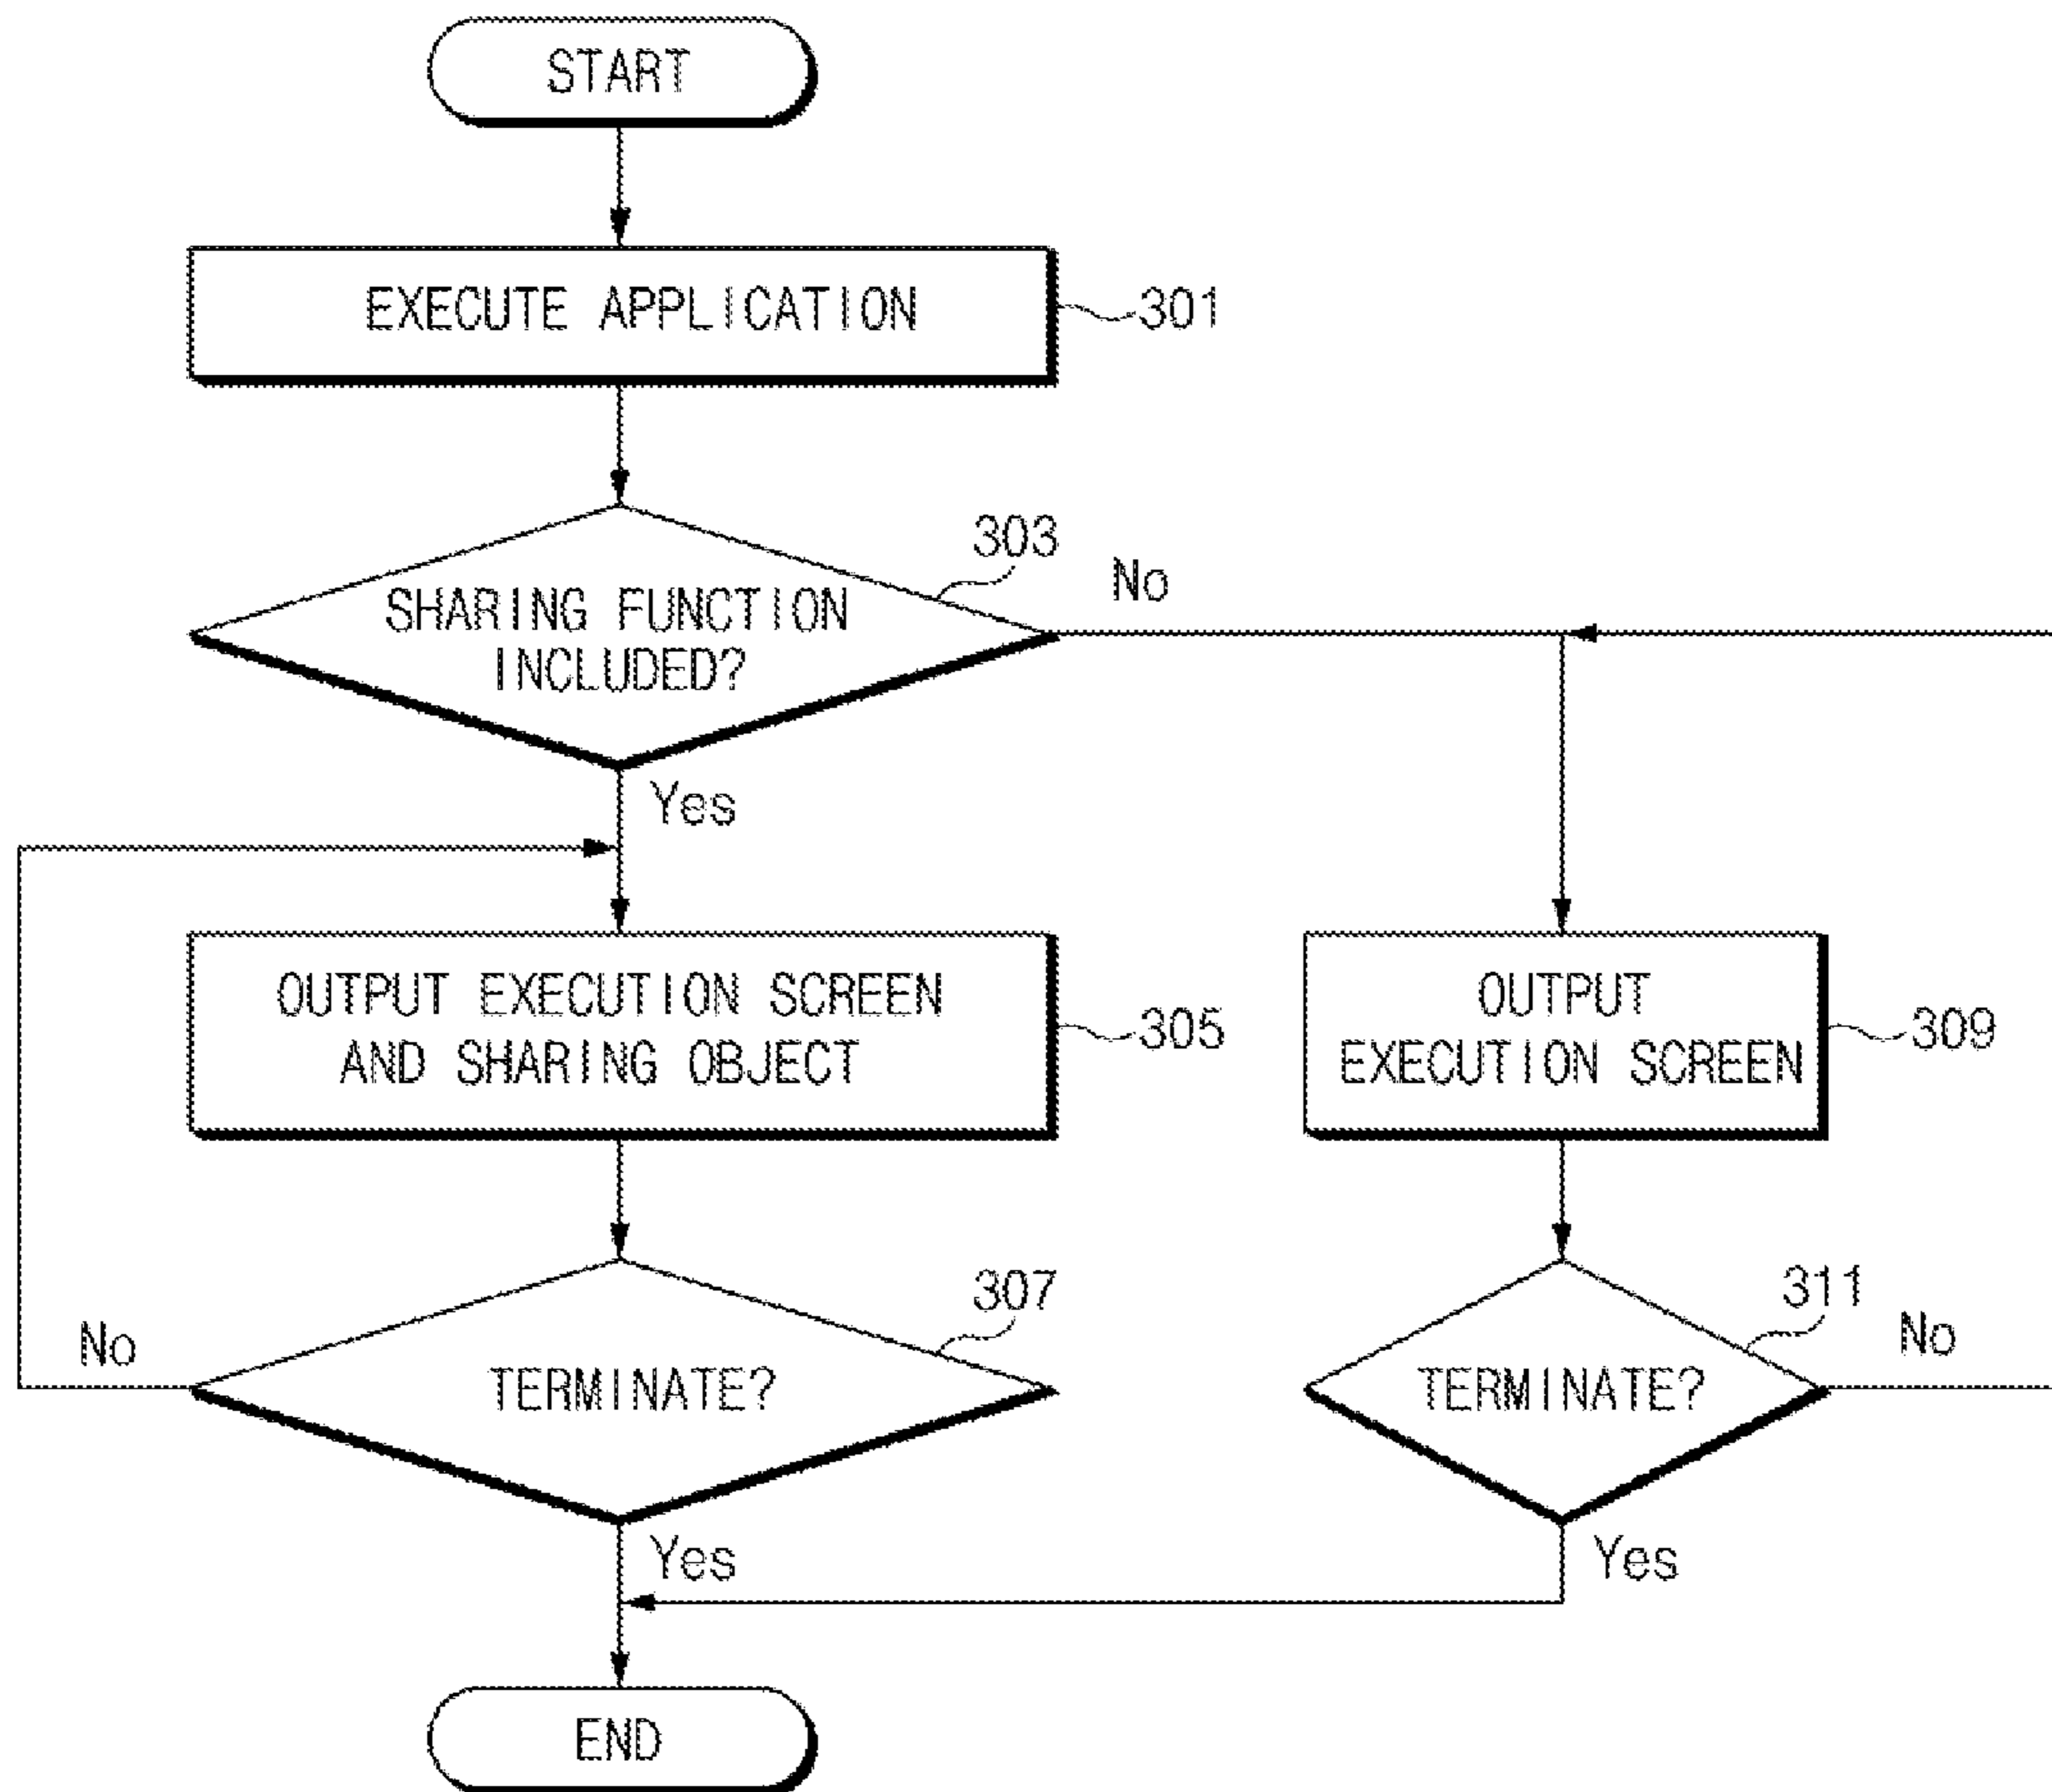 START
EXECUTE APPLICATION
301
303
No
SHARING FUNCTION
INCLUDED?
Yes
OUTPUT EXECUTION SCREEN
AND SHARING OBJECT
305
OUTPUT
EXECUTION SCREEN
309
307
311
No
TERMINATE?
TERMINATE?
No
Yes
Yes
END